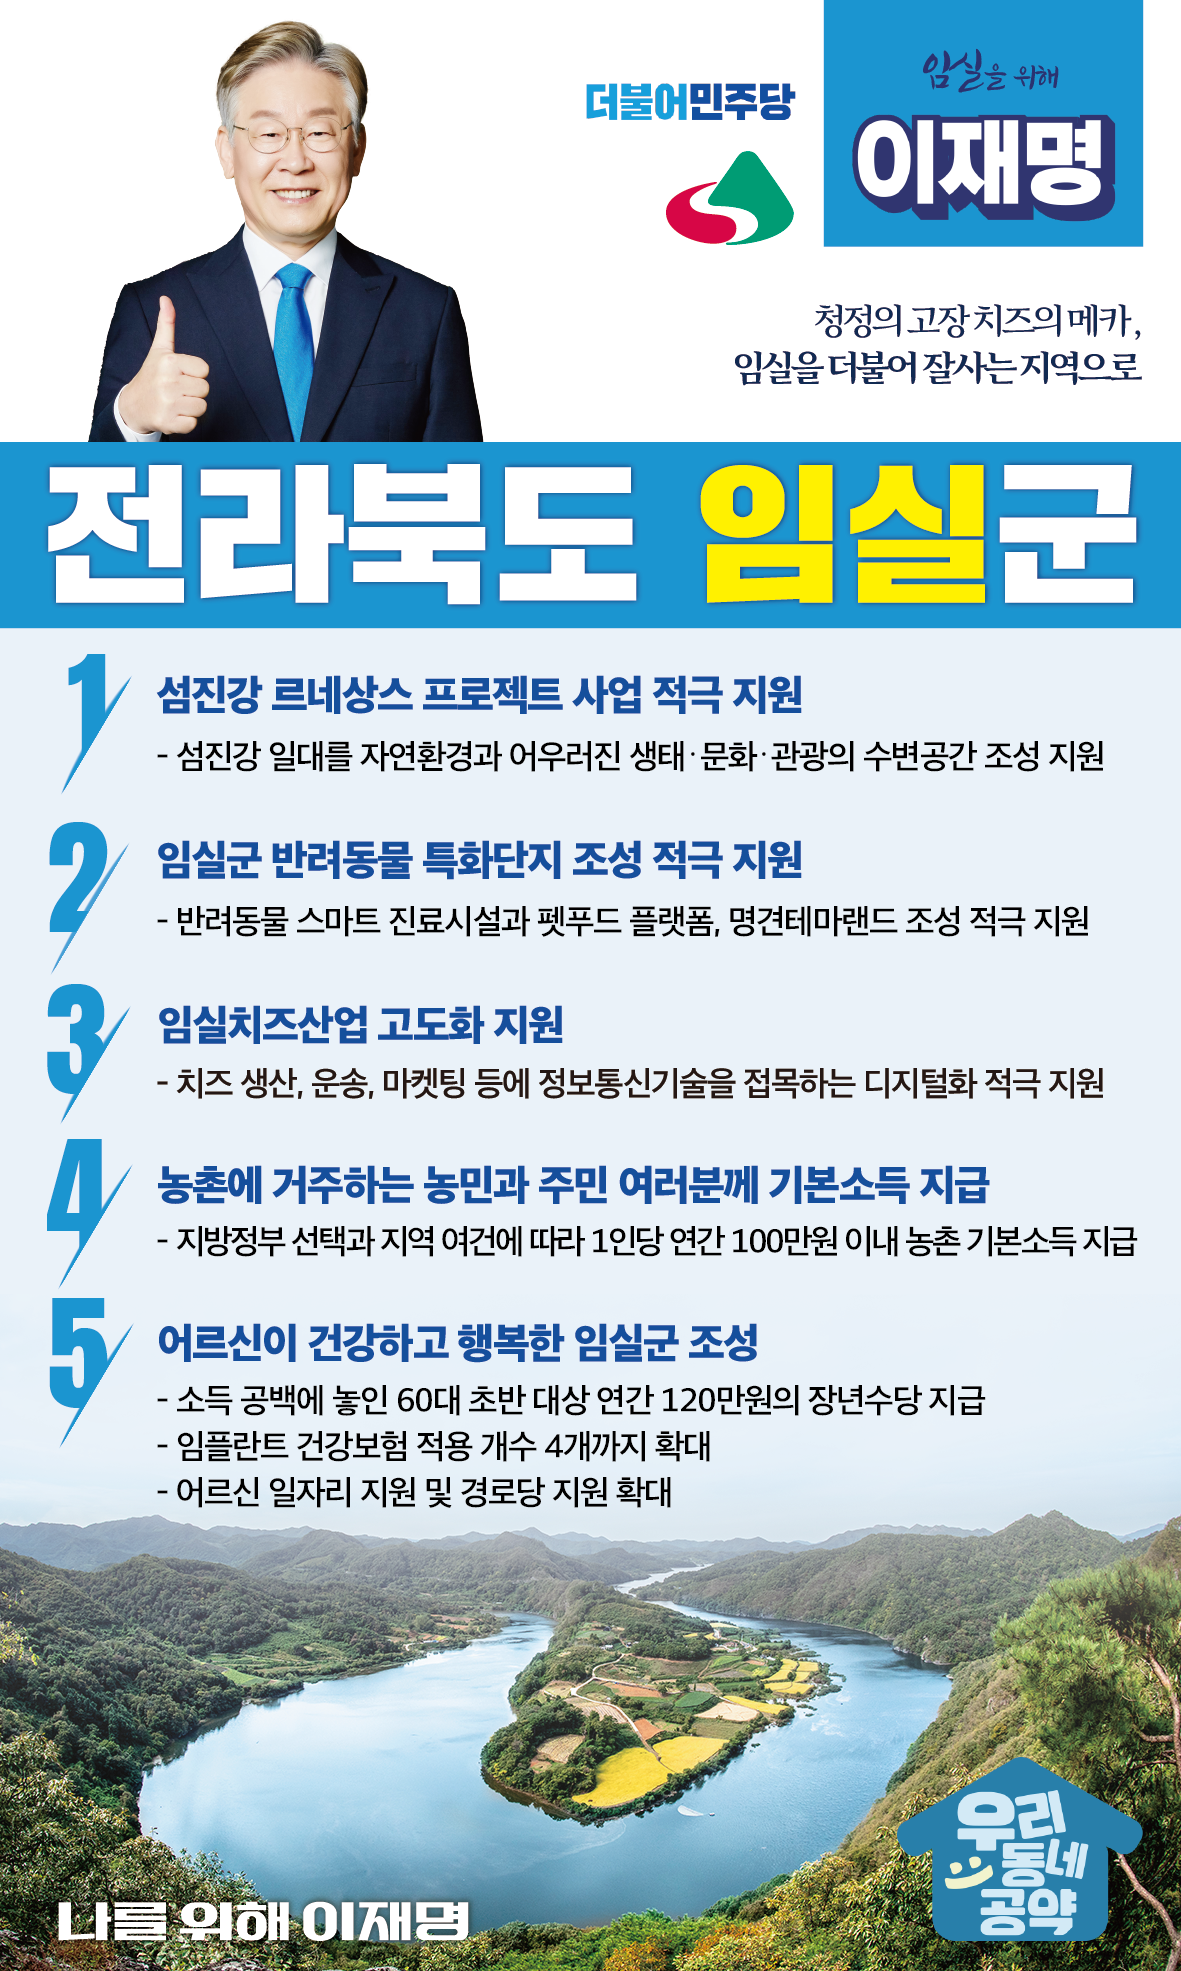 더불어민주당
임실을 위해
이재명
청정의 고장 치즈의 메카,
임실을 더불어 잘사는 지역으로
전라북도 임실군
1
섬진강 르네상스 프로젝트 사업 적극 지원
- 섬진강 일대를 자연환경과 어우러진 생태·문화·관광의 수변공간 조성 지원
2
임실군 반려동물 특화단지 조성 적극 지원
- 반려동물 스마트 진료시설과 펫푸드 플랫폼, 명견테마랜드 조성 적극 지원
3
임실치즈산업 고도화 지원
- 치즈 생산, 운송, 마켓팅 등에 정보통신기술을 접목하는 디지털화 적극 지원
4
농촌에 거주하는 농민과 주민 여러분께 기본소득 지급
- 지방정부 선택과 지역 여건에 따라 1인당 연간 100만원 이내 농촌 기본소득 지급
5
어르신이 건강하고 행복한 임실군 조성
- 소득 공백에 놓인 60대 초반 대상 연간 120만원의 장년수당 지급
- 임플란트 건강보험 적용 개수 4개까지 확대
- 어르신 일자리 지원 및 경로당 지원 확대
우리
동네
공약
나를 위해 이재명